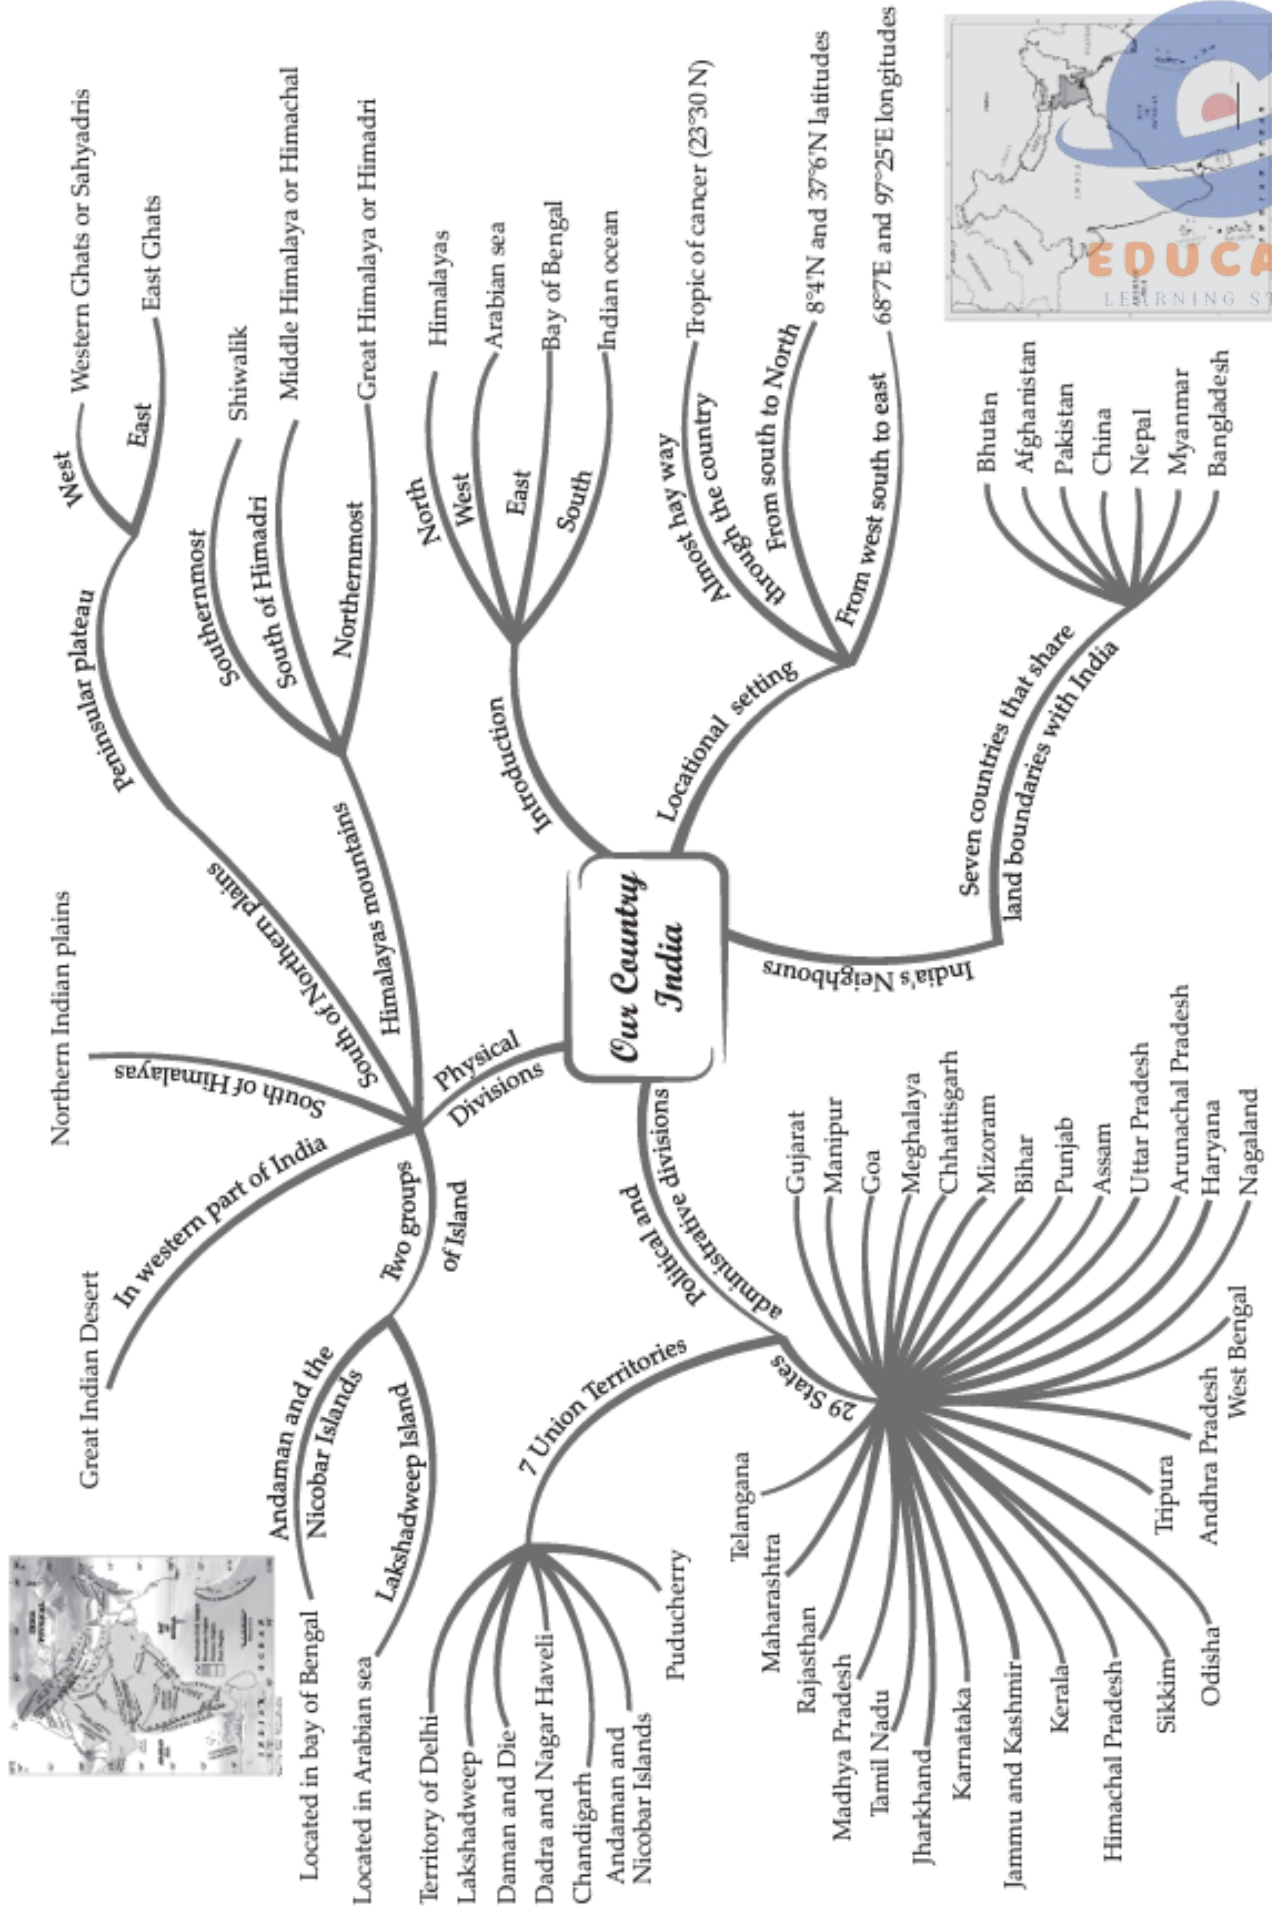 Our Country
India
Introduction
North
Himalayas
West
Arabian sea
East
Bay of Bengal
South
Indian ocean
Locational setting
Almost hay way
through the country
Tropic of cancer (23°30 N)
From south to North
8°4'N and 37°6'N latitudes
From west south to east
68°7'E and 97°25'E longitudes
India's Neighbours
Seven countries that share
land boundaries with India
Bhutan
Afghanistan
Pakistan
China
Nepal
Myanmar
Bangladesh
Political and
administrative divisions
29 States
Gujarat
Manipur
Goa
Meghalaya
Chhattisgarh
Mizoram
Bihar
Punjab
Assam
Uttar Pradesh
Arunachal Pradesh
Haryana
Nagaland
West Bengal
Andhra Pradesh
Tripura
Odisha
Sikkim
Himachal Pradesh
Kerala
Jammu and Kashmir
Karnataka
Jharkhand
Tamil Nadu
Madhya Pradesh
Rajasthan
Maharashtra
Telangana
7 Union Territories
Territory of Delhi
Lakshadweep
Daman and Die
Dadra and Nagar Haveli
Chandigarh
Andaman and
Nicobar Islands
Puducherry
Physical
Divisions
Two groups
of Island
Andaman and the
Nicobar Islands
Located in bay of Bengal
Lakshadweep Island
Located in Arabian sea
In western part of India
Great Indian Desert
South of Himalayas
Northern Indian plains
South of Northern plains
Peninsular plateau
West
Western Ghats or Sahyadris
East
East Ghats
Himalayas mountains
Southernmost
Shiwalik
South of Himadri
Middle Himalaya or Himachal
Northernmost
Great Himalaya or Himadri
EDUCA
LEARNING ST